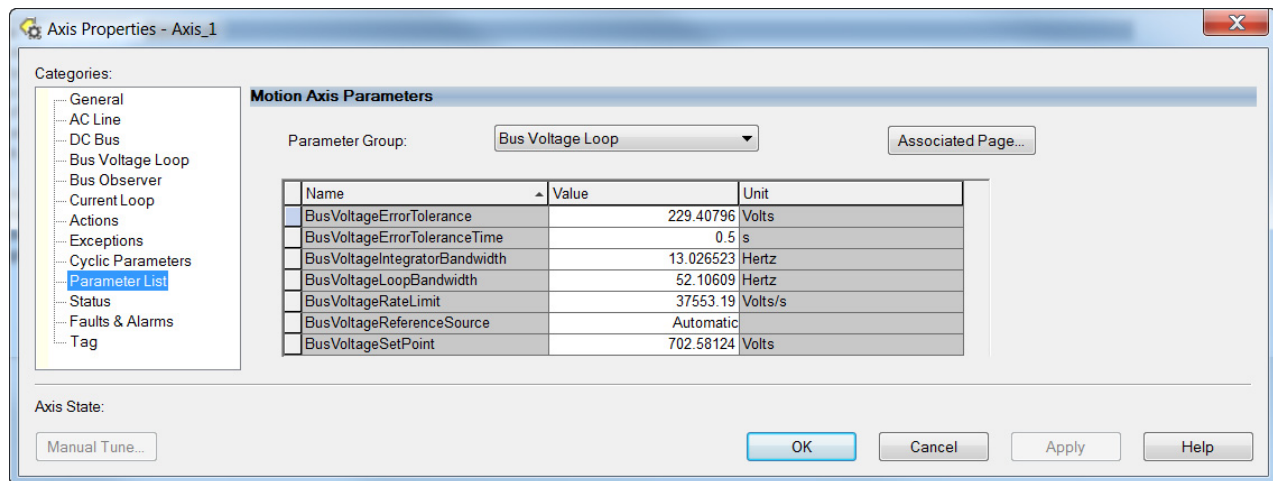 Axis Properties - Axis_1
X
Categories:
General
AC Line
DC Bus
Bus Voltage Loop
Bus Observer
Current Loop
Actions
Exceptions
Cyclic Parameters
Parameter List
Status
Faults & Alarms
Tag
Motion Axis Parameters
Parameter Group: Bus Voltage Loop Associated Page...
Name Value Unit
BusVoltageErrorTolerance 229.40796 Volts
BusVoltageErrorToleranceTime 0.5 s
BusVoltageIntegratorBandwidth 13.026523 Hertz
BusVoltageLoopBandwidth 52.10609 Hertz
BusVoltageRateLimit 37553.19 Volts/s
BusVoltageReferenceSource Automatic
BusVoltageSetPoint 702.58124 Volts
Axis State:
Manual Tune... OK Cancel Apply Help